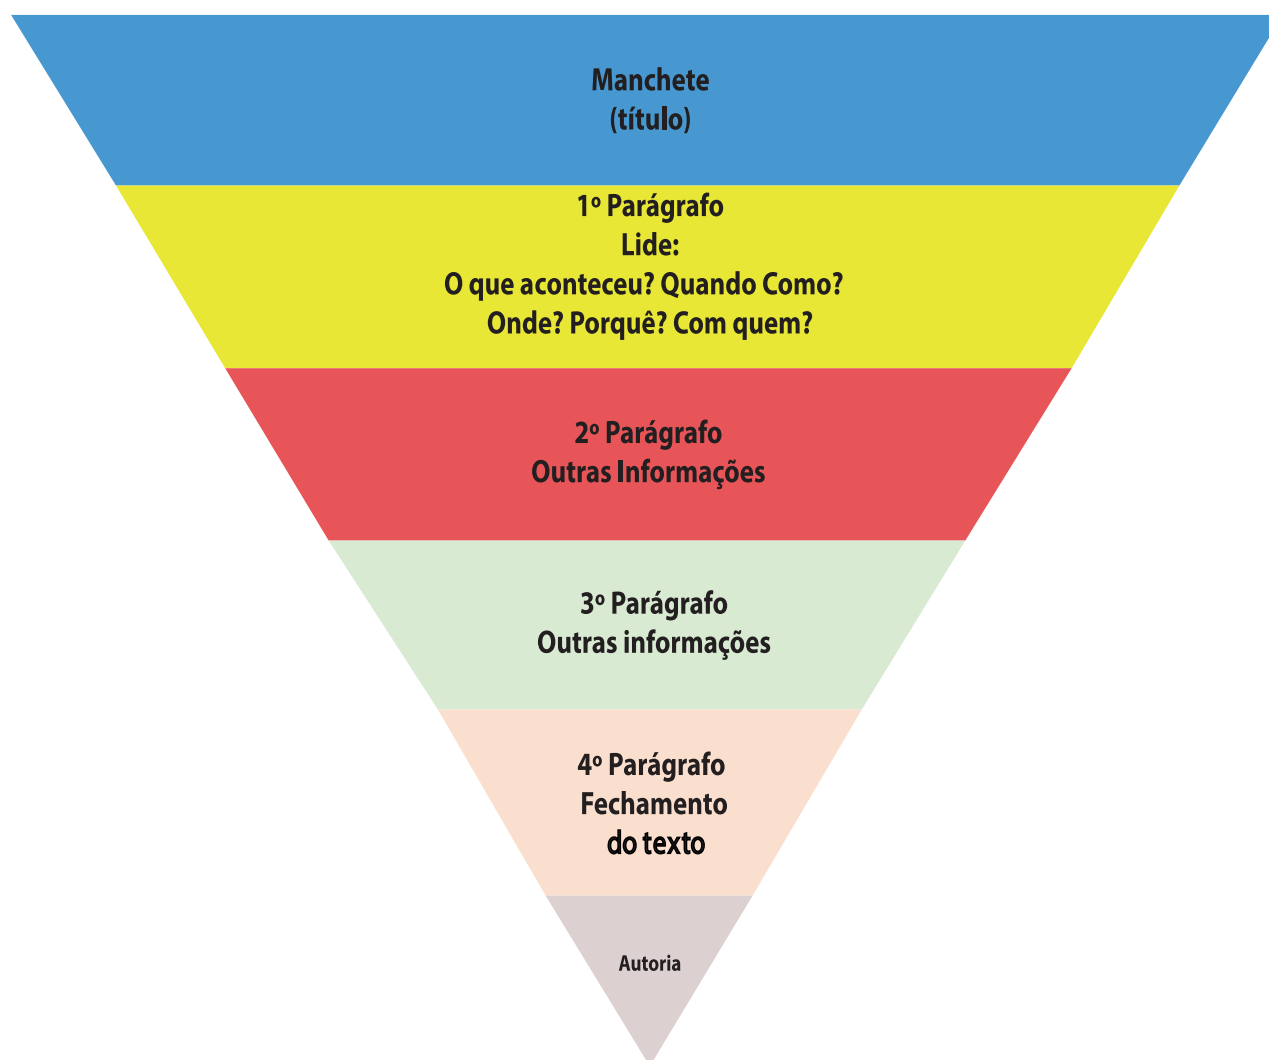 Manchete
(título)
1º Parágrafo
Lide:
O que aconteceu? Quando Como?
Onde? Porquê? Com quem?
2º Parágrafo
Outras Informações
3º Parágrafo
Outras informações
4º Parágrafo
Fechamento
do texto
Autoria